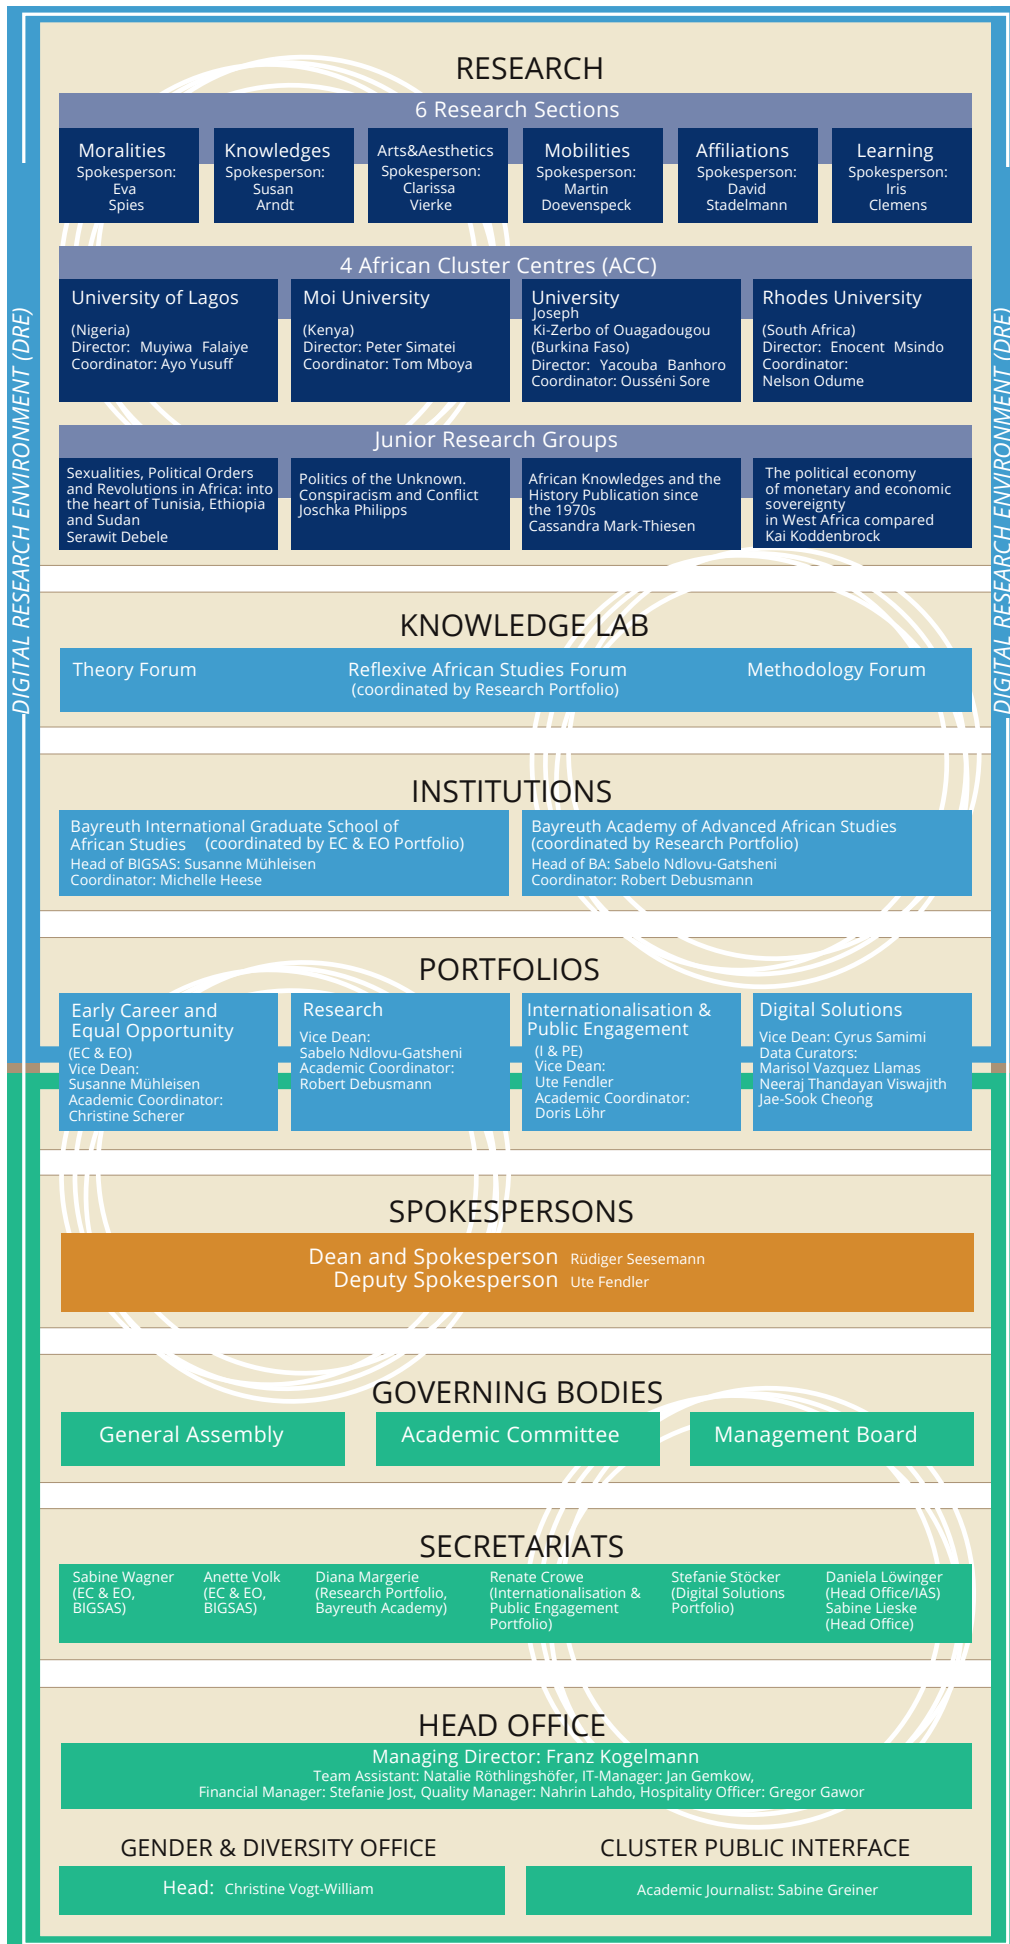 RESEARCH
6 Research Sections
Moralities
Spokesperson:
Eva
Spies
Knowledges
Spokesperson:
Susan
Arndt
Arts&Aesthetics
Spokesperson:
Clarissa
Vierke
Mobilities
Spokesperson:
Martin
Doevenspeck
Affiliations
Spokesperson:
David
Stadelmann
Learning
Spokesperson:
Iris
Clemens
4 African Cluster Centres (ACC)
University of Lagos
(Nigeria)
Director: Muyiwa Falaiye
Coordinator: Ayo Yusuff
Moi University
(Kenya)
Director: Peter Simatei
Coordinator: Tom Mboya
University
Joseph
Ki-Zerbo of Ouagadougou
(Burkina Faso)
Director: Yacouba Banhoro
Coordinator: Ousséni Sore
Rhodes University
(South Africa)
Director: Enocent Msindo
Coordinator:
Nelson Odume
Junior Research Groups
Sexualities, Political Orders
and Revolutions in Africa: into
the heart of Tunisia, Ethiopia
and Sudan
Serawit Debele
Politics of the Unknown.
Conspiracism and Conflict
Joschka Philipps
African Knowledges and the
History Publication since
the 1970s
Cassandra Mark-Thiesen
The political economy
of monetary and economic
sovereignty
in West Africa compared
Kai Koddenbrock
DIGITAL RESEARCH ENVIRONMENT (DRE)
DIGITAL RESEARCH ENVIRONMENT (DRE)
KNOWLEDGE LAB
Theory Forum
Reflexive African Studies Forum
(coordinated by Research Portfolio)
Methodology Forum
INSTITUTIONS
Bayreuth International Graduate School of
African Studies (coordinated by EC & EO Portfolio)
Head of BIGSAS: Susanne Mühleisen
Coordinator: Michelle Heese
Bayreuth Academy of Advanced African Studies
(coordinated by Research Portfolio)
Head of BA: Sabelo Ndlovu-Gatsheni
Coordinator: Robert Debusmann
PORTFOLIOS
Early Career and
Equal Opportunity
(EC & EO)
Vice Dean:
Susanne Mühleisen
Academic Coordinator:
Christine Scherer
Research
Vice Dean:
Sabelo Ndlovu-Gatsheni
Academic Coordinator:
Robert Debusmann
Internationalisation &
Public Engagement
(I & PE)
Vice Dean:
Ute Fendler
Academic Coordinator:
Doris Löhr
Digital Solutions
Vice Dean: Cyrus Samimi
Data Curators:
Marisol Vazquez Llamas
Neeraj Thandayan Viswajith
Jae-Sook Cheong
SPOKESPERSONS
Dean and Spokesperson Rüdiger Seesemann
Deputy Spokesperson Ute Fendler
GOVERNING BODIES
General Assembly
Academic Committee
Management Board
SECRETARIATS
Sabine Wagner
(EC & EO,
BIGSAS)
Anette Volk
(EC & EO,
BIGSAS)
Diana Margerie
(Research Portfolio,
Bayreuth Academy)
Renate Crowe
(Internationalisation &
Public Engagement
Portfolio)
Stefanie Stöcker
(Digital Solutions
Portfolio)
Daniela Löwinger
(Head Office/IAS)
Sabine Lieske
(Head Office)
HEAD OFFICE
Managing Director: Franz Kogelmann
Team Assistant: Natalie Röthlingshöfer, IT-Manager: Jan Gemkow,
Financial Manager: Stefanie Jost, Quality Manager: Nahrin Lahdo, Hospitality Officer: Gregor Gawor
GENDER & DIVERSITY OFFICE
Head: Christine Vogt-William
CLUSTER PUBLIC INTERFACE
Academic Journalist: Sabine Greiner